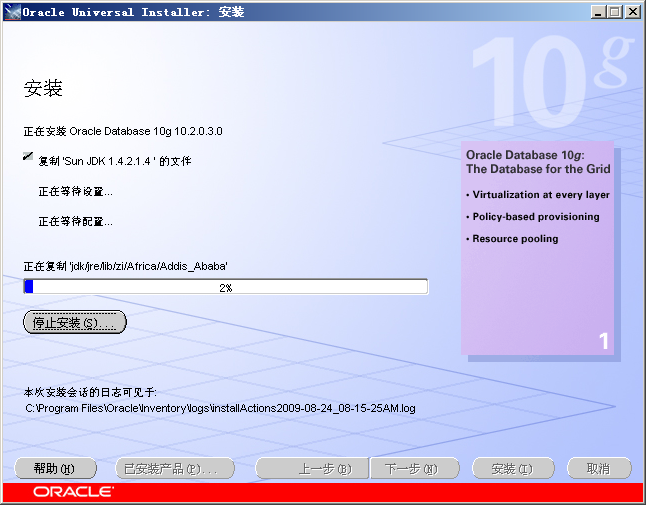 Oracle Universal Installer: 安装
10g
安装
正在安装 Oracle Database 10g 10.2.0.3.0
复制 'Sun JDK 1.4.2.1.4 ' 的文件
正在等待设置...
正在等待配置...
正在复制 'jdk/jre/lib/zi/Africa/Addis_Ababa'
2%
停止安装(S)...
Oracle Database 10g:
The Database for the Grid
• Virtualization at every layer
• Policy-based provisioning
• Resource pooling
1
本次安装会话的日志可见于:
C:\Program Files\Oracle\Inventory\logs\installActions2009-08-24_08-15-25AM.log
帮助(H) 已安装产品(P)... 上一步(B) 下一步(N) 安装(I) 取消
ORACLE